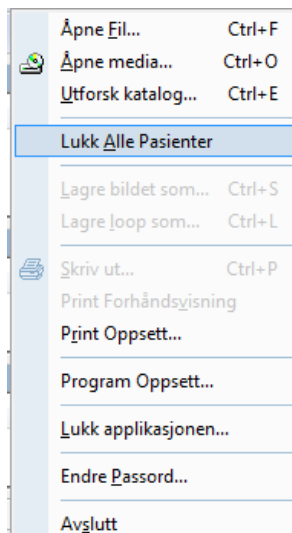 Åpne Fil... Ctrl+F
Åpne media... Ctrl+O
Utforsk katalog... Ctrl+E
Lukk Alle Pasienter
Lagre bildet som... Ctrl+S
Lagre loop som... Ctrl+L
Skriv ut... Ctrl+P
Print Forhåndsvisning
Print Oppsett...
Program Oppsett...
Lukk applikasjonen...
Endre Passord...
Avslutt